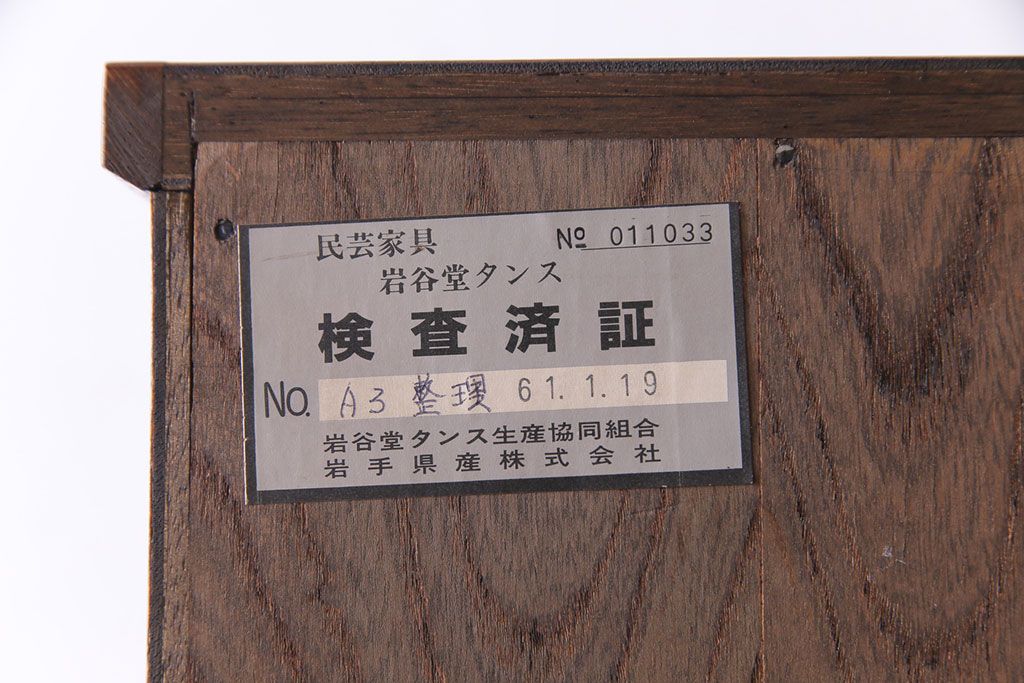 民芸家具 № 011033
岩谷堂タンス
検査済証
No. A3 整理 61.1.19
岩谷堂タンス生産協同組合
岩手県産株式会社